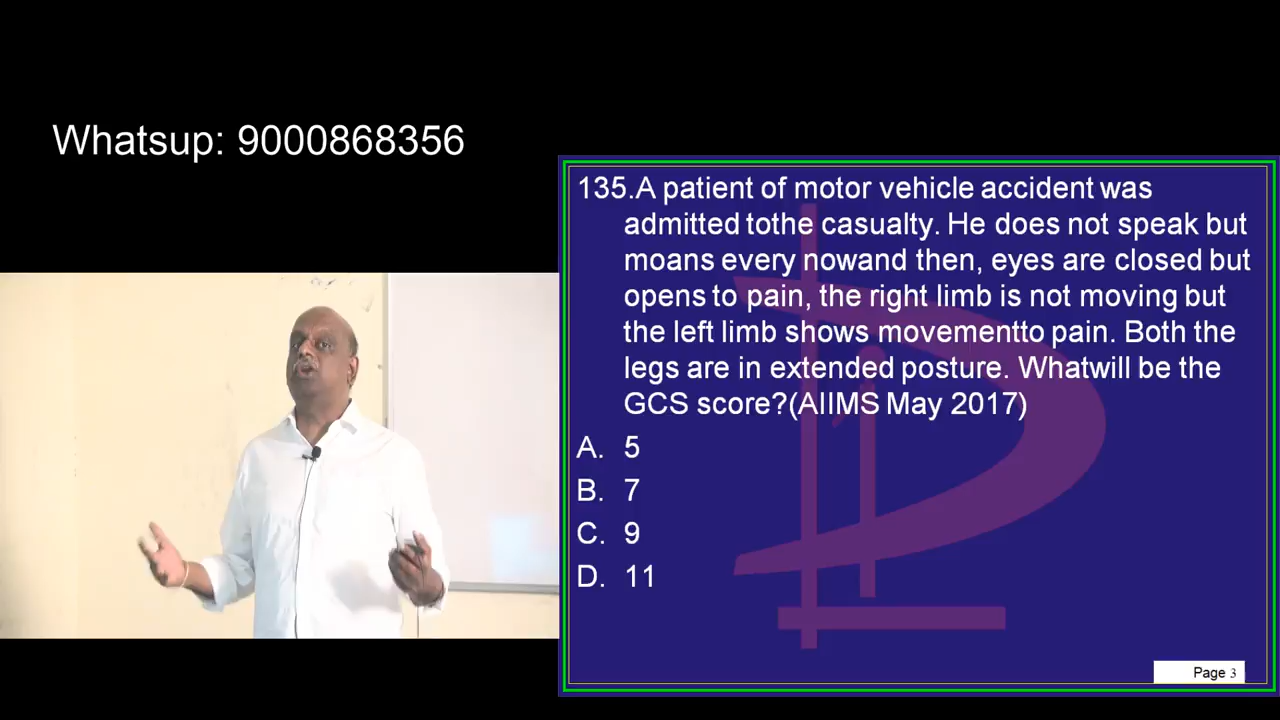 Whatsup: 9000868356
135.A patient of motor vehicle accident was
admitted tothe casualty. He does not speak but
moans every nowand then, eyes are closed but
opens to pain, the right limb is not moving but
the left limb shows movementto pain. Both the
legs are in extended posture. Whatwill be the
GCS score?(AIIMS May 2017)
A. 5
B. 7
C. 9
D. 11
Page 3